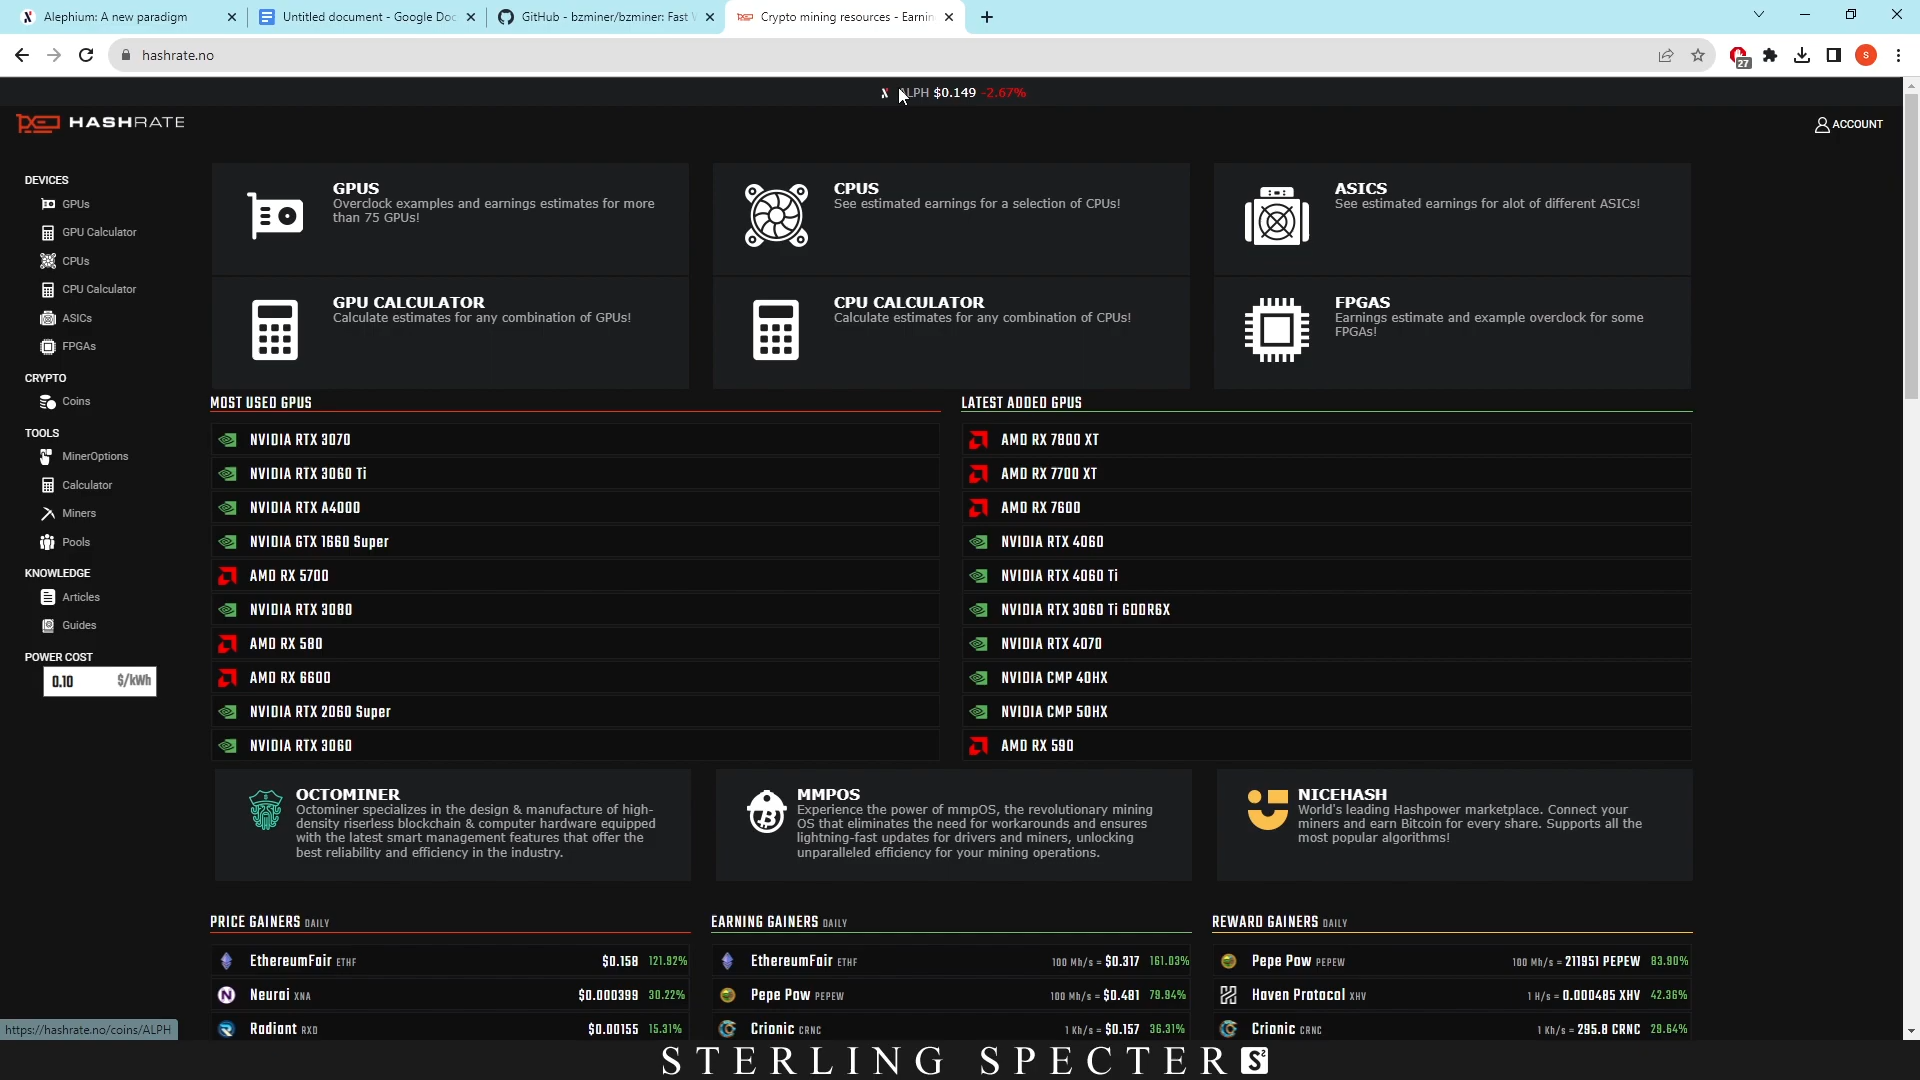 Alephium: A new paradigm
Untitled document - Google Doc
GitHub - bzminer/bzminer: Fast
Crypto mining resources - Earnin
hashrate.no
27
S
ALPH $0.149 -2.67%
HASHRATE
ACCOUNT
DEVICES
GPUs
GPU Calculator
CPUs
CPU Calculator
ASICs
FPGAs
CRYPTO
Coins
TOOLS
MinerOptions
Calculator
Miners
Pools
KNOWLEDGE
Articles
Guides
POWER COST
0.10 $/kWh
GPUS
Overclock examples and earnings estimates for more
than 75 GPUs!
CPUS
See estimated earnings for a selection of CPUs!
ASICS
See estimated earnings for alot of different ASICs!
GPU CALCULATOR
Calculate estimates for any combination of GPUs!
CPU CALCULATOR
Calculate estimates for any combination of CPUs!
FPGAS
Earnings estimate and example overclock for some
FPGAs!
MOST USED GPUS
NVIDIA RTX 3070
NVIDIA RTX 3060 Ti
NVIDIA RTX A4000
NVIDIA GTX 1660 Super
AMD RX 5700
NVIDIA RTX 3080
AMD RX 580
AMD RX 6600
NVIDIA RTX 2060 Super
NVIDIA RTX 3060
LATEST ADDED GPUS
AMD RX 7800 XT
AMD RX 7700 XT
AMD RX 7600
NVIDIA RTX 4060
NVIDIA RTX 4060 Ti
NVIDIA RTX 3060 Ti GDDR6X
NVIDIA RTX 4070
NVIDIA CMP 40HX
NVIDIA CMP 50HX
AMD RX 590
OCTOMINER
Octominer specializes in the design & manufacture of high-
density riserless blockchain & computer hardware equipped
with the latest smart management features that offer the
best reliability and efficiency in the industry.
MMPOS
Experience the power of mmpOS, the revolutionary mining
OS that eliminates the need for workarounds and ensures
lightning-fast updates for drivers and miners, unlocking
unparalleled efficiency for your mining operations.
NICEHASH
World's leading Hashpower marketplace. Connect your
miners and earn Bitcoin for every share. Supports all the
most popular algorithms!
PRICE GAINERS DAILY
EthereumFair ETHF $0.158 121.92%
Neurai XNA $0.000399 30.22%
Radiant RXD $0.00155 15.31%
EARNING GAINERS DAILY
EthereumFair ETHF 100 Mh/s = $0.317 161.03%
Pepe Pow PEPEW 100 Mh/s = $0.481 79.94%
Crionic CRNC 1 Kh/s = $0.157 36.31%
REWARD GAINERS DAILY
Pepe Pow PEPEW 100 Mh/s = 211951 PEPEW 83.90%
Haven Protocol XHV 1 H/s = 0.000485 XHV 42.36%
Crionic CRNC 1 Kh/s = 295.8 CRNC 29.64%
https://hashrate.no/coins/ALPH
STERLING SPECTER S²